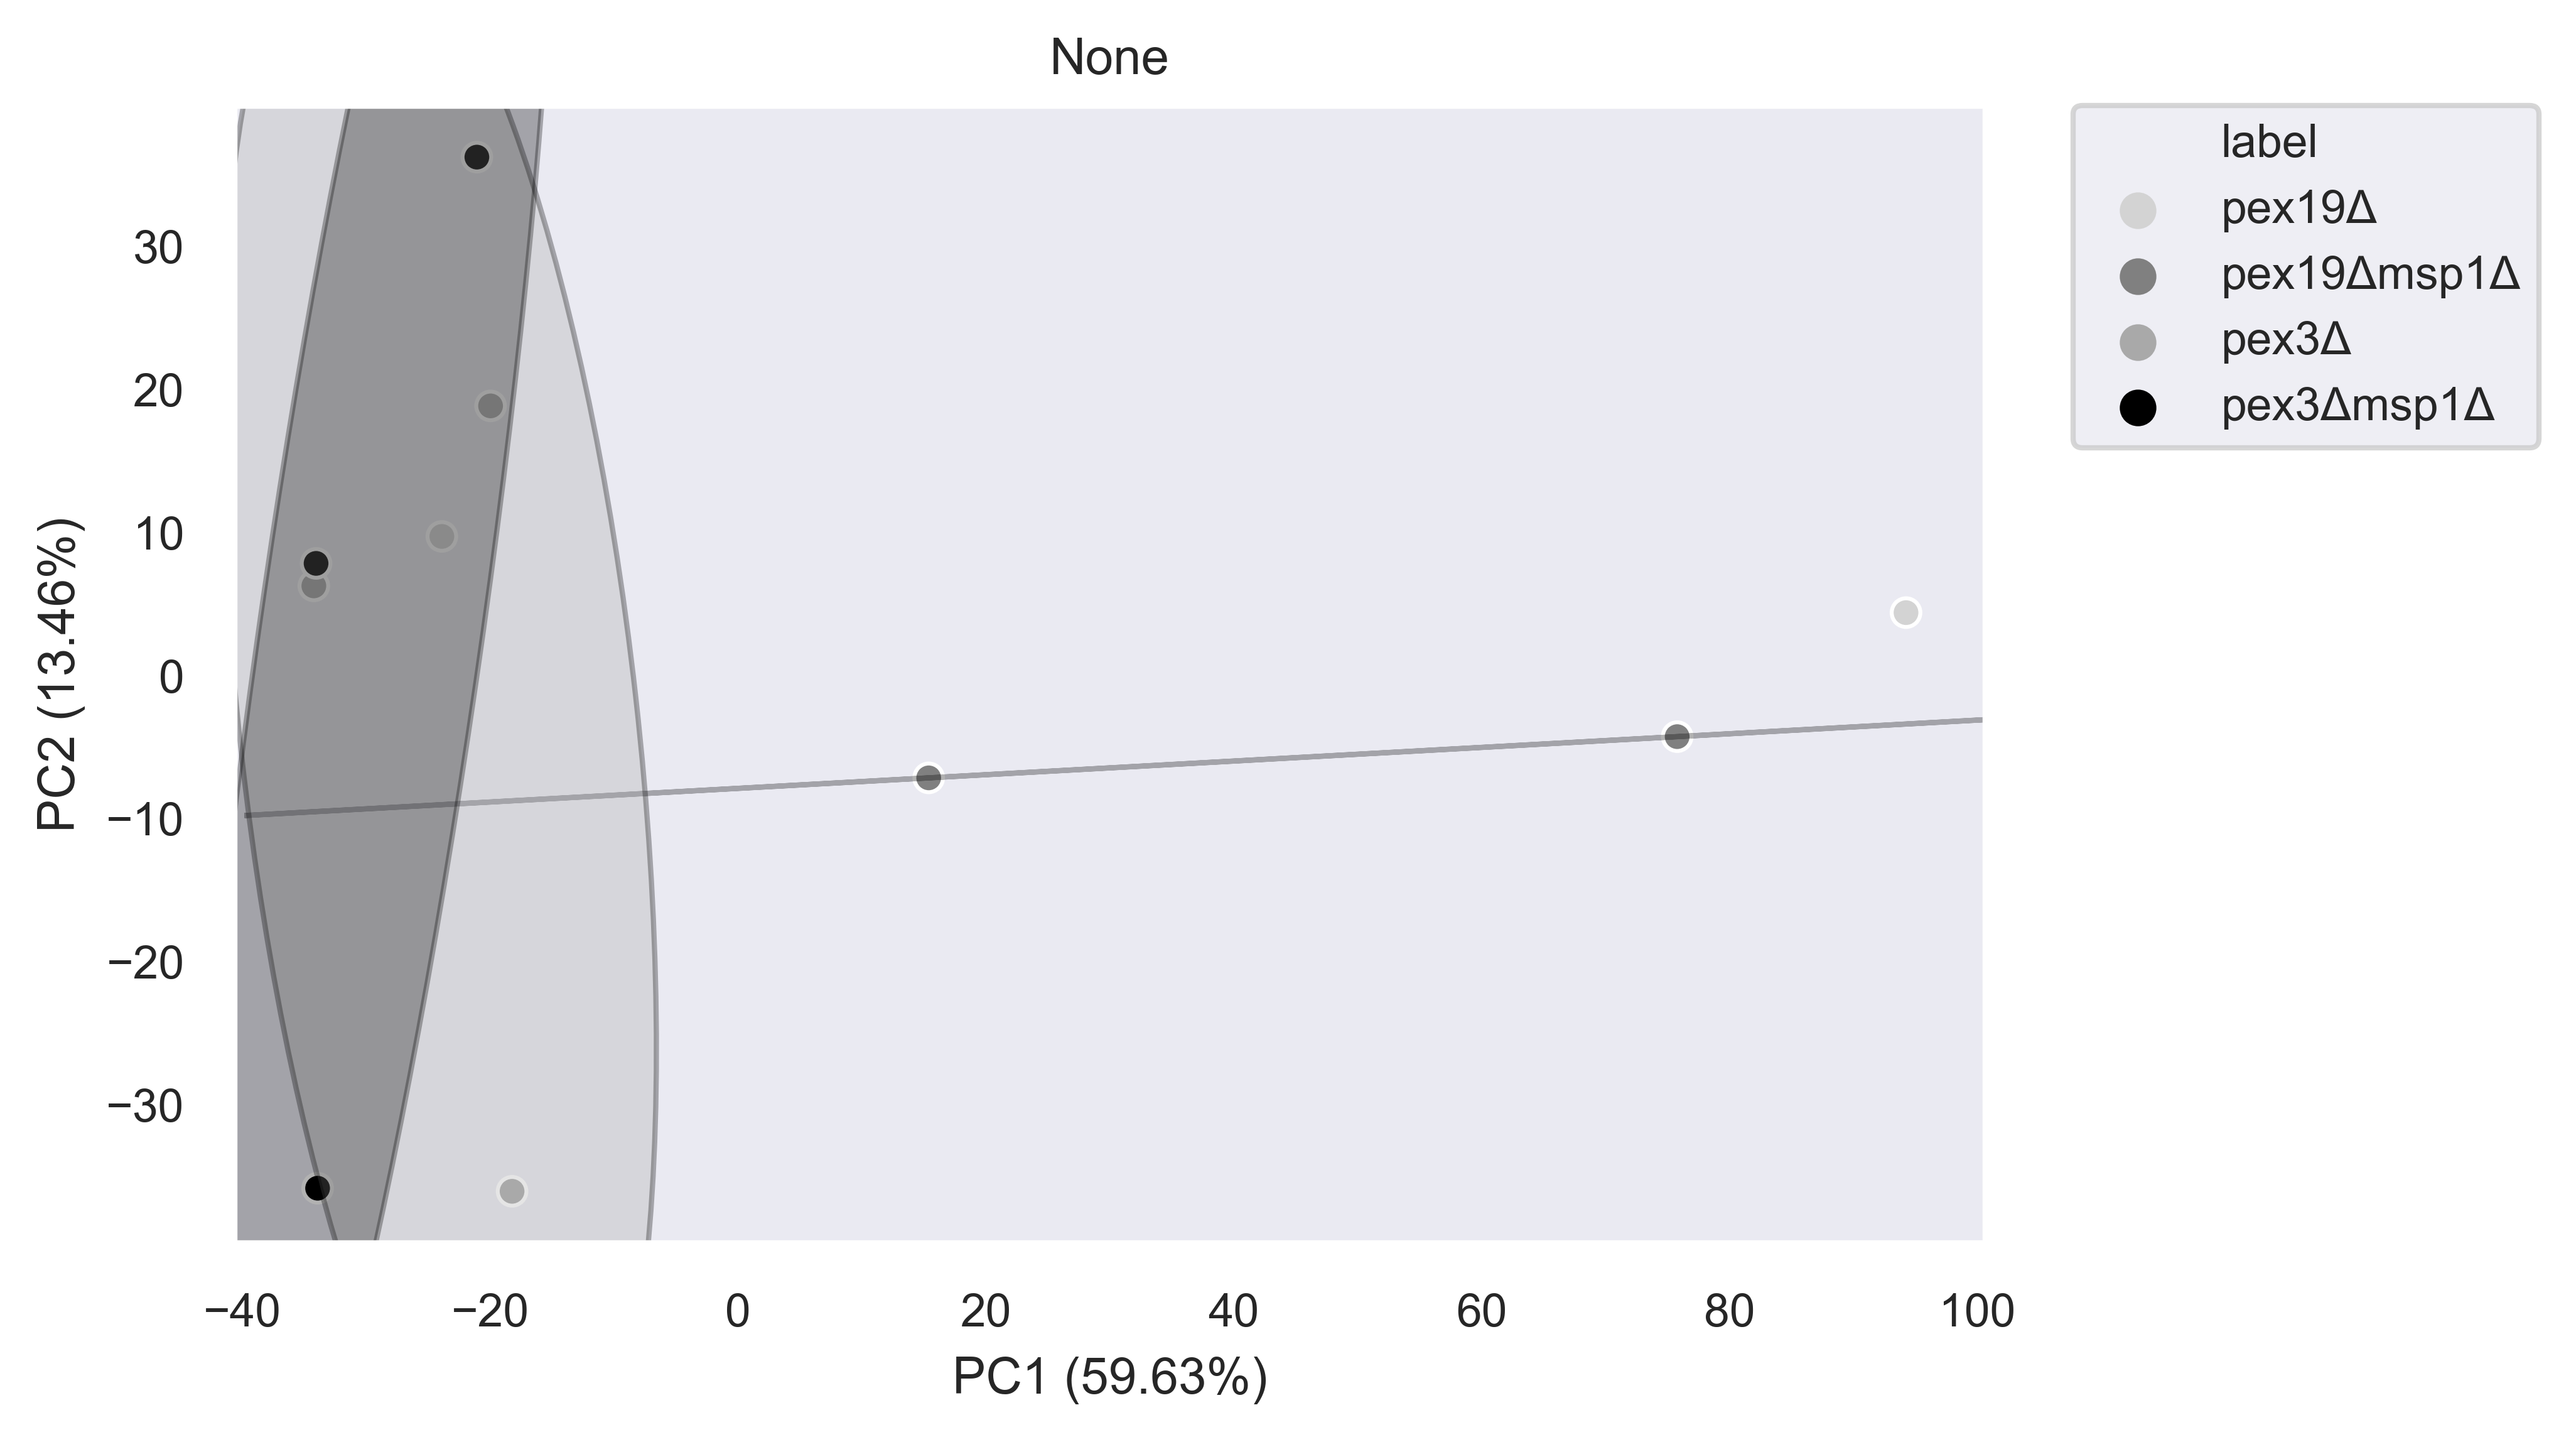 None
label
pex19Δ
pex19Δmsp1Δ
pex3Δ
pex3Δmsp1Δ
30
20
10
0
−10
−20
−30
PC2 (13.46%)
−40 −20 0 20 40 60 80 100
PC1 (59.63%)